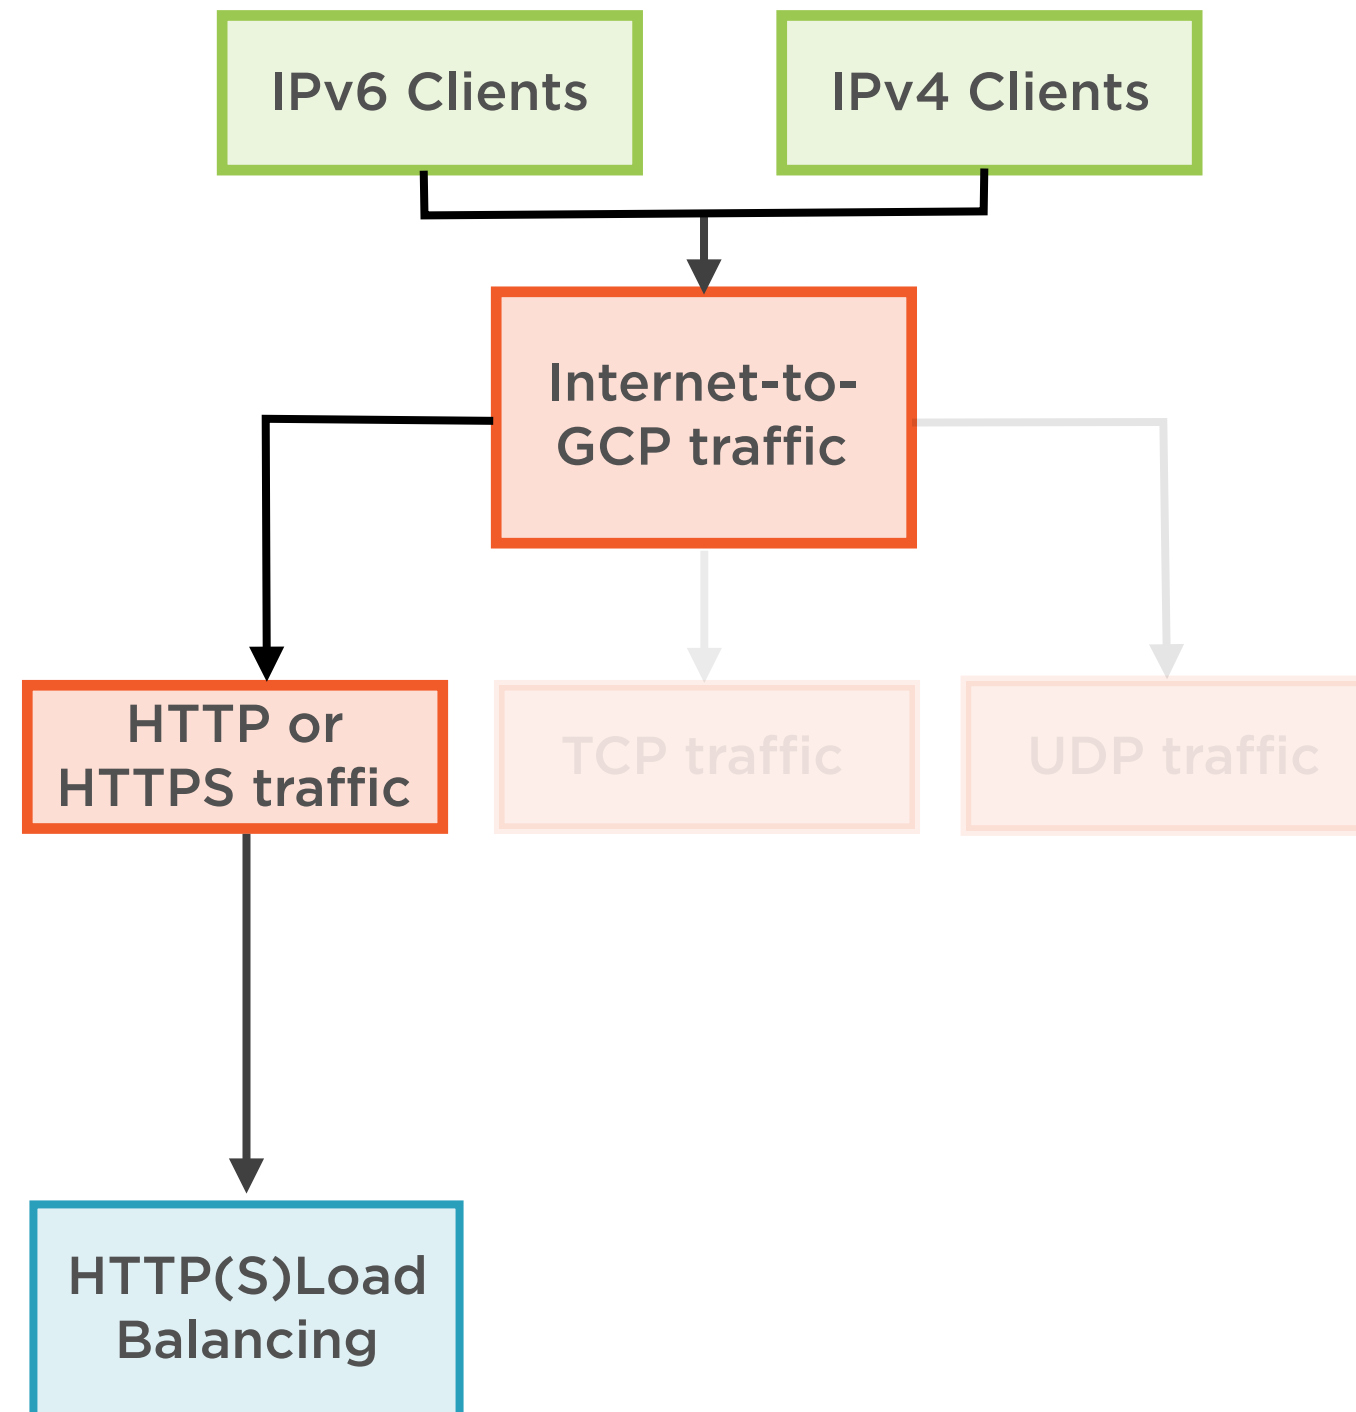 IPv6 Clients
IPv4 Clients
Internet-to-
GCP traffic
HTTP or
HTTPS traffic
TCP traffic
UDP traffic
HTTP(S)Load
Balancing